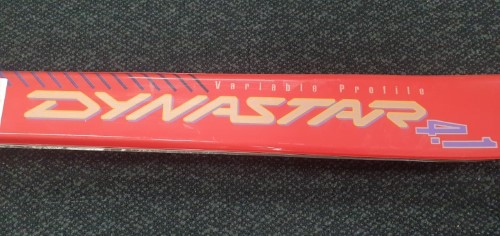 Variable Profile
DYNASTAR
4.1